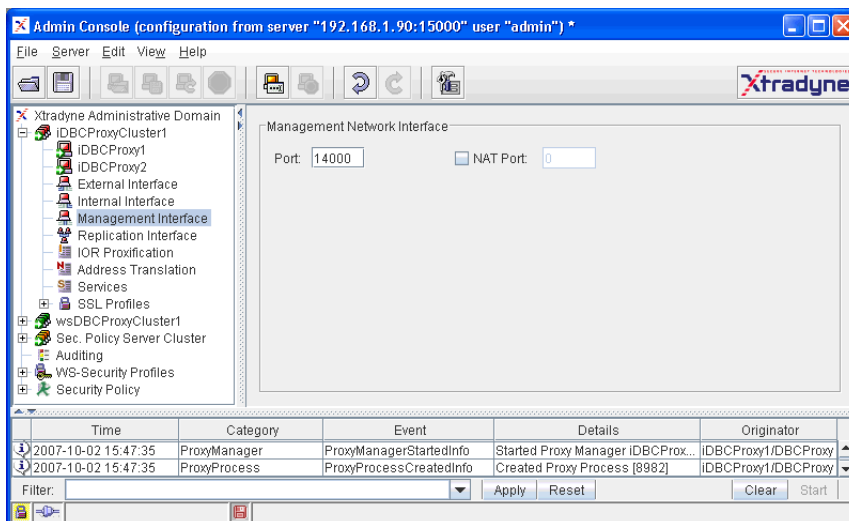 Admin Console (configuration from server "192.168.1.90:15000" user "admin") *
File Server Edit View Help
Xtradyne
Xtradyne Administrative Domain
iDBCProxyCluster1
iDBCProxy1
iDBCProxy2
External Interface
Internal Interface
Management Interface
Replication Interface
IOR Proxification
Address Translation
Services
SSL Profiles
wsDBCProxyCluster1
Sec. Policy Server Cluster
Auditing
WS-Security Profiles
Security Policy
Management Network Interface
Port: 14000 NAT Port: 0
Time Category Event Details Originator
2007-10-02 15:47:35 ProxyManager ProxyManagerStartedInfo Started Proxy Manager iDBCProx... iDBCProxy1/DBCProxy
2007-10-02 15:47:35 ProxyProcess ProxyProcessCreatedInfo Created Proxy Process [8982] iDBCProxy1/DBCProxy
Filter: Apply Reset Clear Start